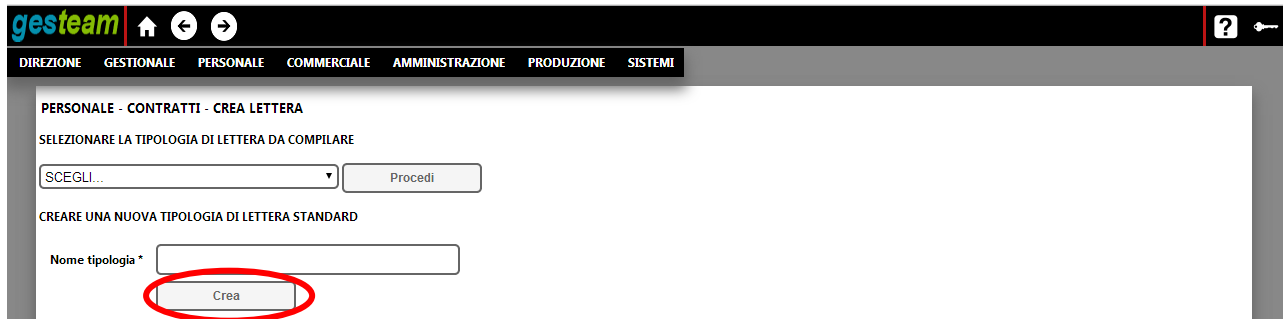 gesteam
?
DIREZIONE GESTIONALE PERSONALE COMMERCIALE AMMINISTRAZIONE PRODUZIONE SISTEMI
PERSONALE - CONTRATTI - CREA LETTERA
SELEZIONARE LA TIPOLOGIA DI LETTERA DA COMPILARE
SCEGLI... Procedi
CREARE UNA NUOVA TIPOLOGIA DI LETTERA STANDARD
Nome tipologia *
Crea